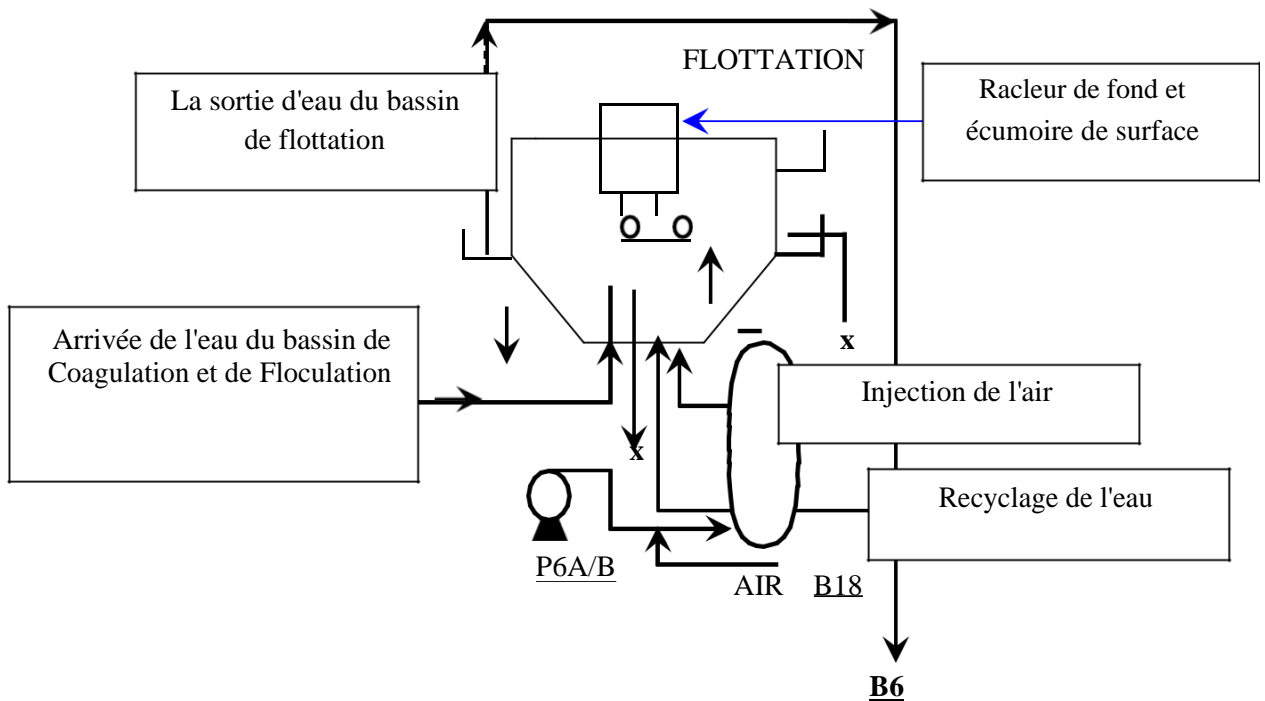 FLOTTATION
La sortie d'eau du bassin
de flottation
Racleur de fond et
écumoire de surface
Arrivée de l'eau du bassin de
Coagulation et de Floculation
x
Injection de l'air
x
Recyclage de l'eau
P6A/B
AIR
B18
B6